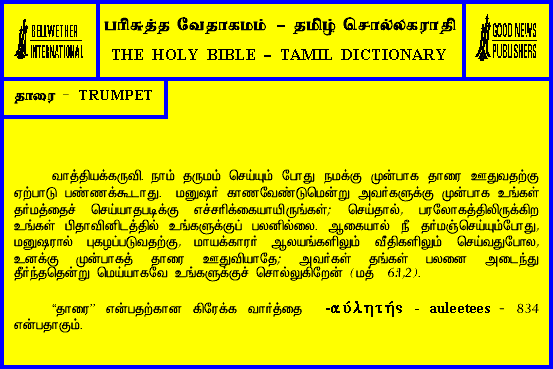 BELLWETHER
INTERNATIONAL
பரிசுத்த வேதாகமம் - தமிழ் சொல்லகராதி
THE HOLY BIBLE - TAMIL DICTIONARY
GOOD NEWS
PUBLISHERS
தாரை - TRUMPET
வாத்தியக்கருவி. நாம் தருமம் செய்யும் போது நமக்கு முன்பாக தாரை ஊதுவதற்கு
ஏற்பாடு பண்ணக்கூடாது. மனுஷர் காணவேண்டுமென்று அவர்களுக்கு முன்பாக உங்கள்
தர்மத்தைச் செய்யாதபடிக்கு எச்சரிக்கையாயிருங்கள்; செய்தால், பரலோகத்திலிருக்கிற
உங்கள் பிதாவினிடத்தில் உங்களுக்குப் பலனில்லை. ஆகையால் நீ தர்மஞ்செய்யும்போது,
மனுஷரால் புகழப்படுவதற்கு, மாயக்காரர் ஆலயங்களிலும் வீதிகளிலும் செய்வதுபோல,
உனக்கு முன்பாகத் தாரை ஊதுவியாதே; அவர்கள் தங்கள் பலனை அடைந்து
தீர்ந்ததென்று மெய்யாகவே உங்களுக்குச் சொல்லுகிறேன் (மத் 6:1,2).
“தாரை” என்பதற்கான கிரேக்க வார்த்தை -αύλητής - auleetees - 834
என்பதாகும்.